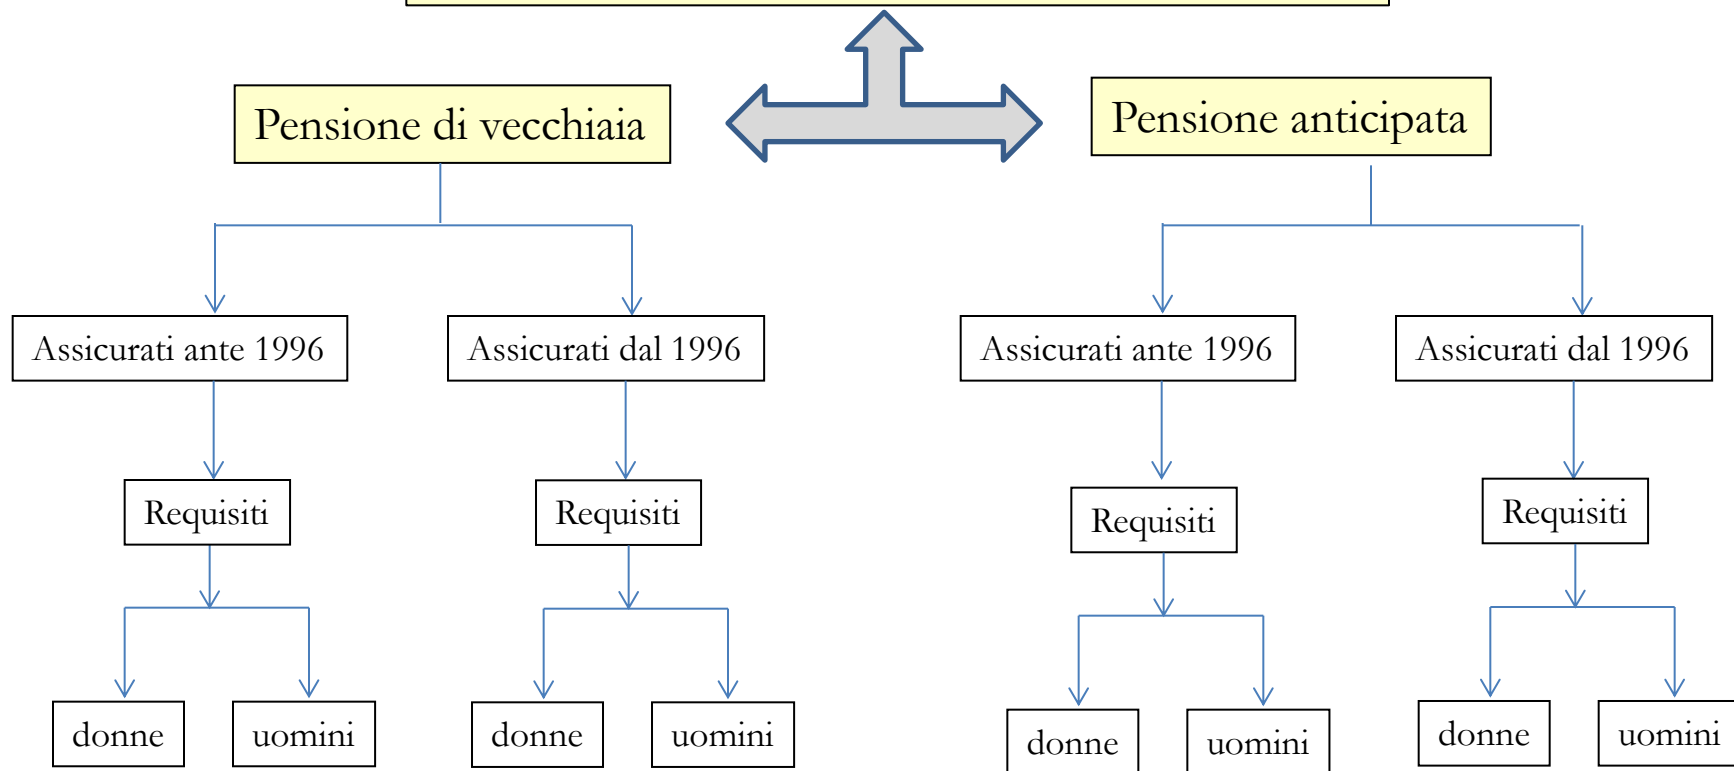 Pensione di vecchiaia
Pensione anticipata
Assicurati ante 1996
Assicurati dal 1996
Assicurati ante 1996
Assicurati dal 1996
Requisiti
Requisiti
Requisiti
Requisiti
donne
uomini
donne
uomini
donne
uomini
donne
uomini